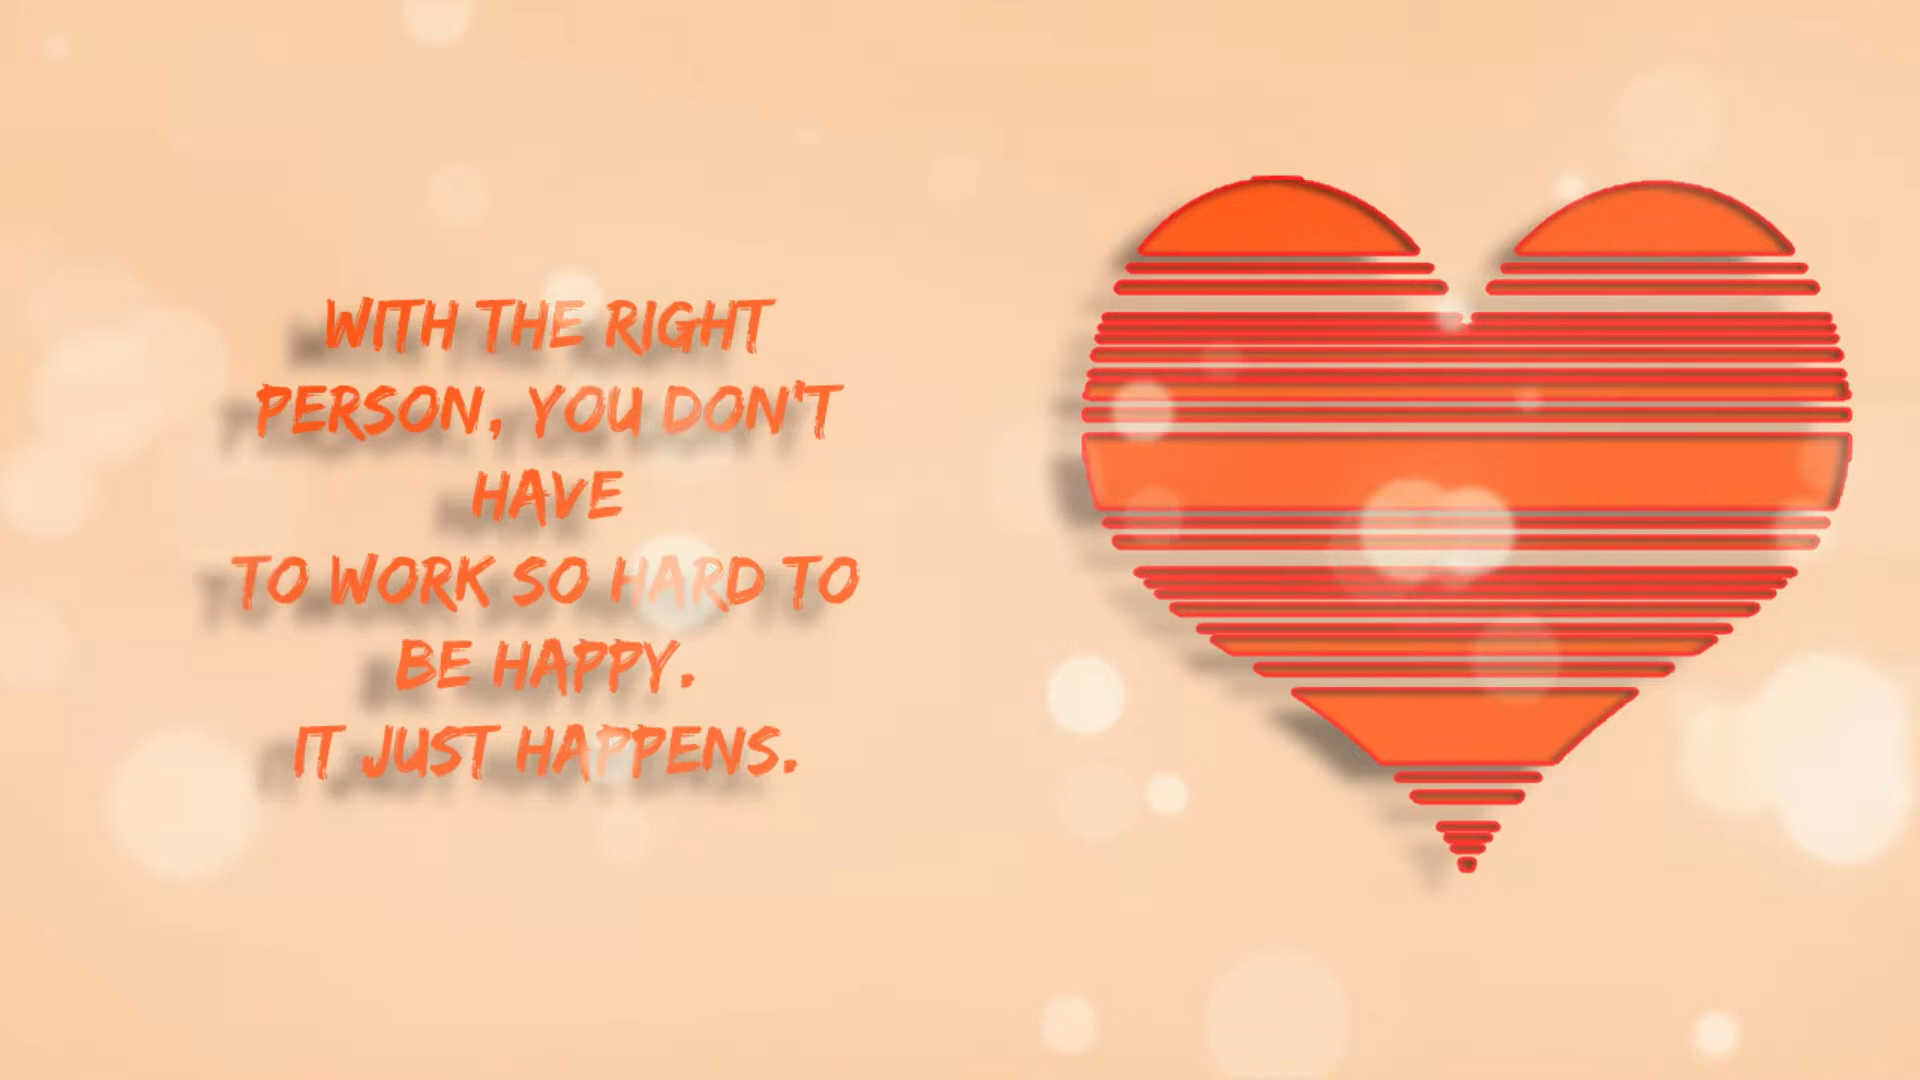 WITH THE RIGHT
PERSON, YOU DON'T
HAVE
TO WORK SO HARD TO
BE HAPPY.
IT JUST HAPPENS.